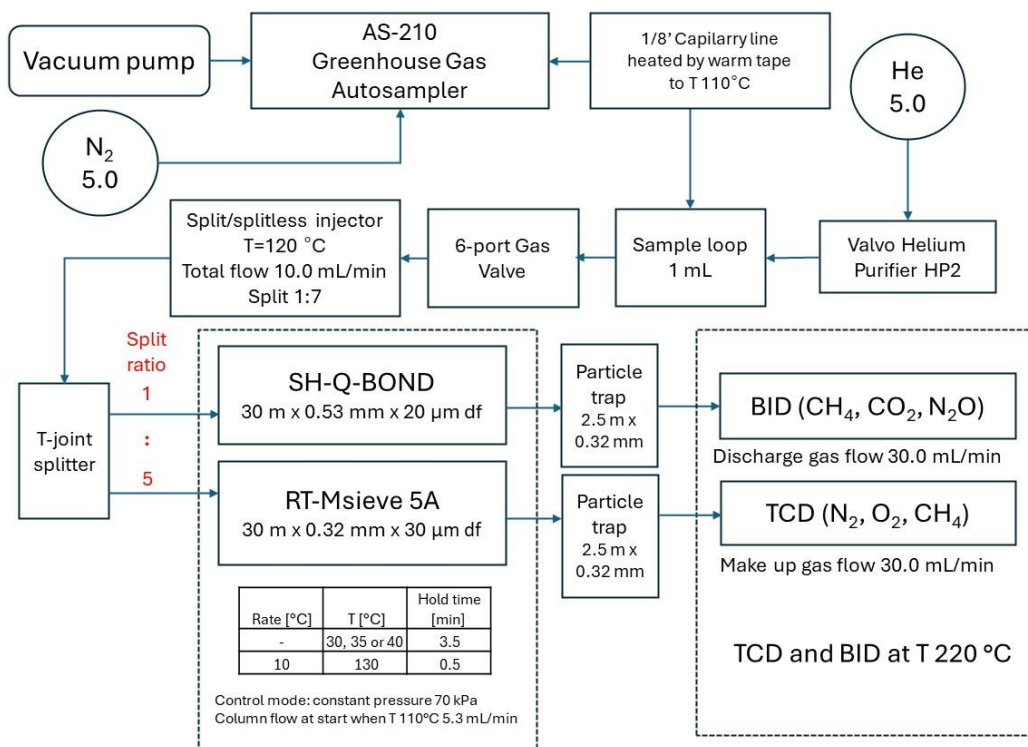 Vacuum pump
AS-210
Greenhouse Gas
Autosampler
1/8’ Capilarry line
heated by warm tape
to T 110°C
He
5.0
N₂
5.0
Split/splitless injector
T=120 °C
Total flow 10.0 mL/min
Split 1:7
6-port Gas
Valve
Sample loop
1 mL
Valvo Helium
Purifier HP2
Split
ratio
1
:
5
T-joint
splitter
SH-Q-BOND
30 m x 0.53 mm x 20 µm df
RT-Msieve 5A
30 m x 0.32 mm x 30 µm df
Particle
trap
2.5 m x
0.32 mm
Particle
trap
2.5 m x
0.32 mm
BID (CH₄, CO₂, N₂O)
Discharge gas flow 30.0 mL/min
TCD (N₂, O₂, CH₄)
Make up gas flow 30.0 mL/min
TCD and BID at T 220 °C
Rate [°C] T [°C] Hold time [min]
- 30, 35 or 40 3.5
10 130 0.5
Control mode: constant pressure 70 kPa
Column flow at start when T 110°C 5.3 mL/min